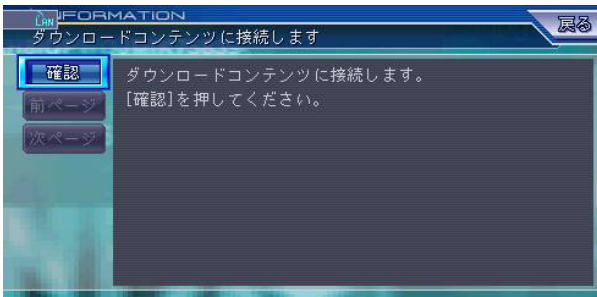 INFORMATION
LAN
戻る
ダウンロードコンテンツに接続します
確認
前ページ
次ページ
ダウンロードコンテンツに接続します。
[確認]を押してください。